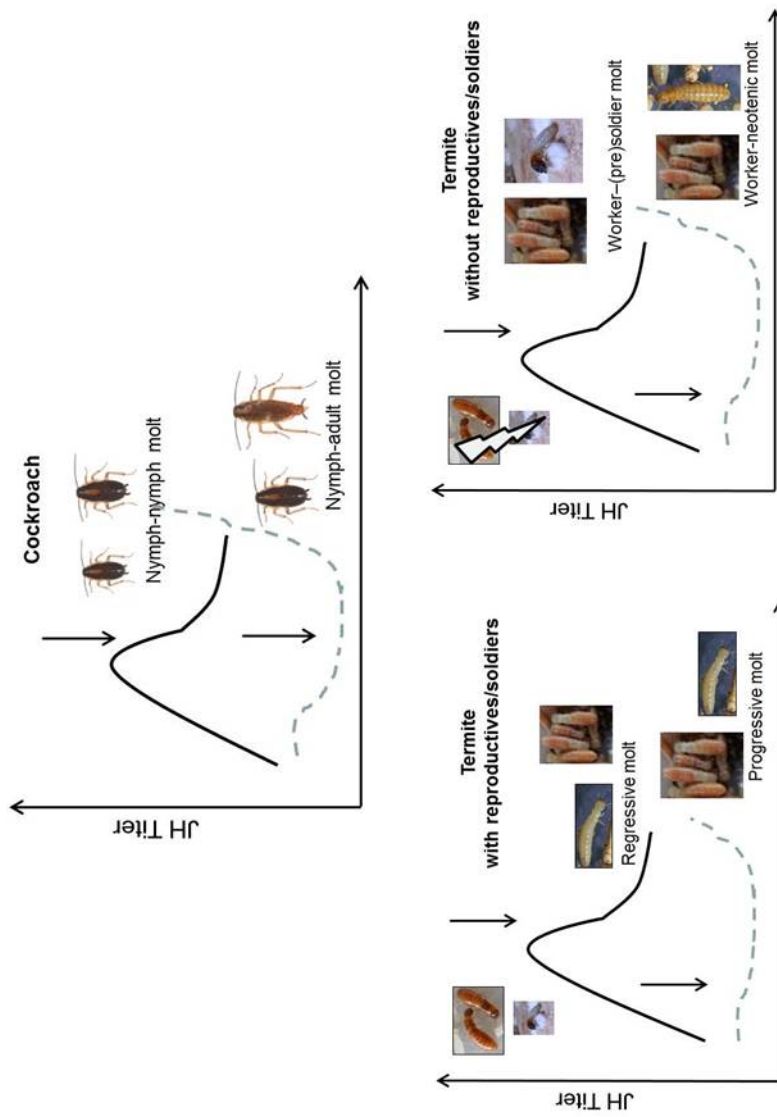 Cockroach
Nymph-nymph molt
Nymph-adult molt
JH Titer
Termite
with reproductives/soldiers
Regressive molt
Progressive molt
JH Titer
Termite
without reproductives/soldiers
Worker–(pre)soldier molt
Worker-neotenic molt
JH Titer